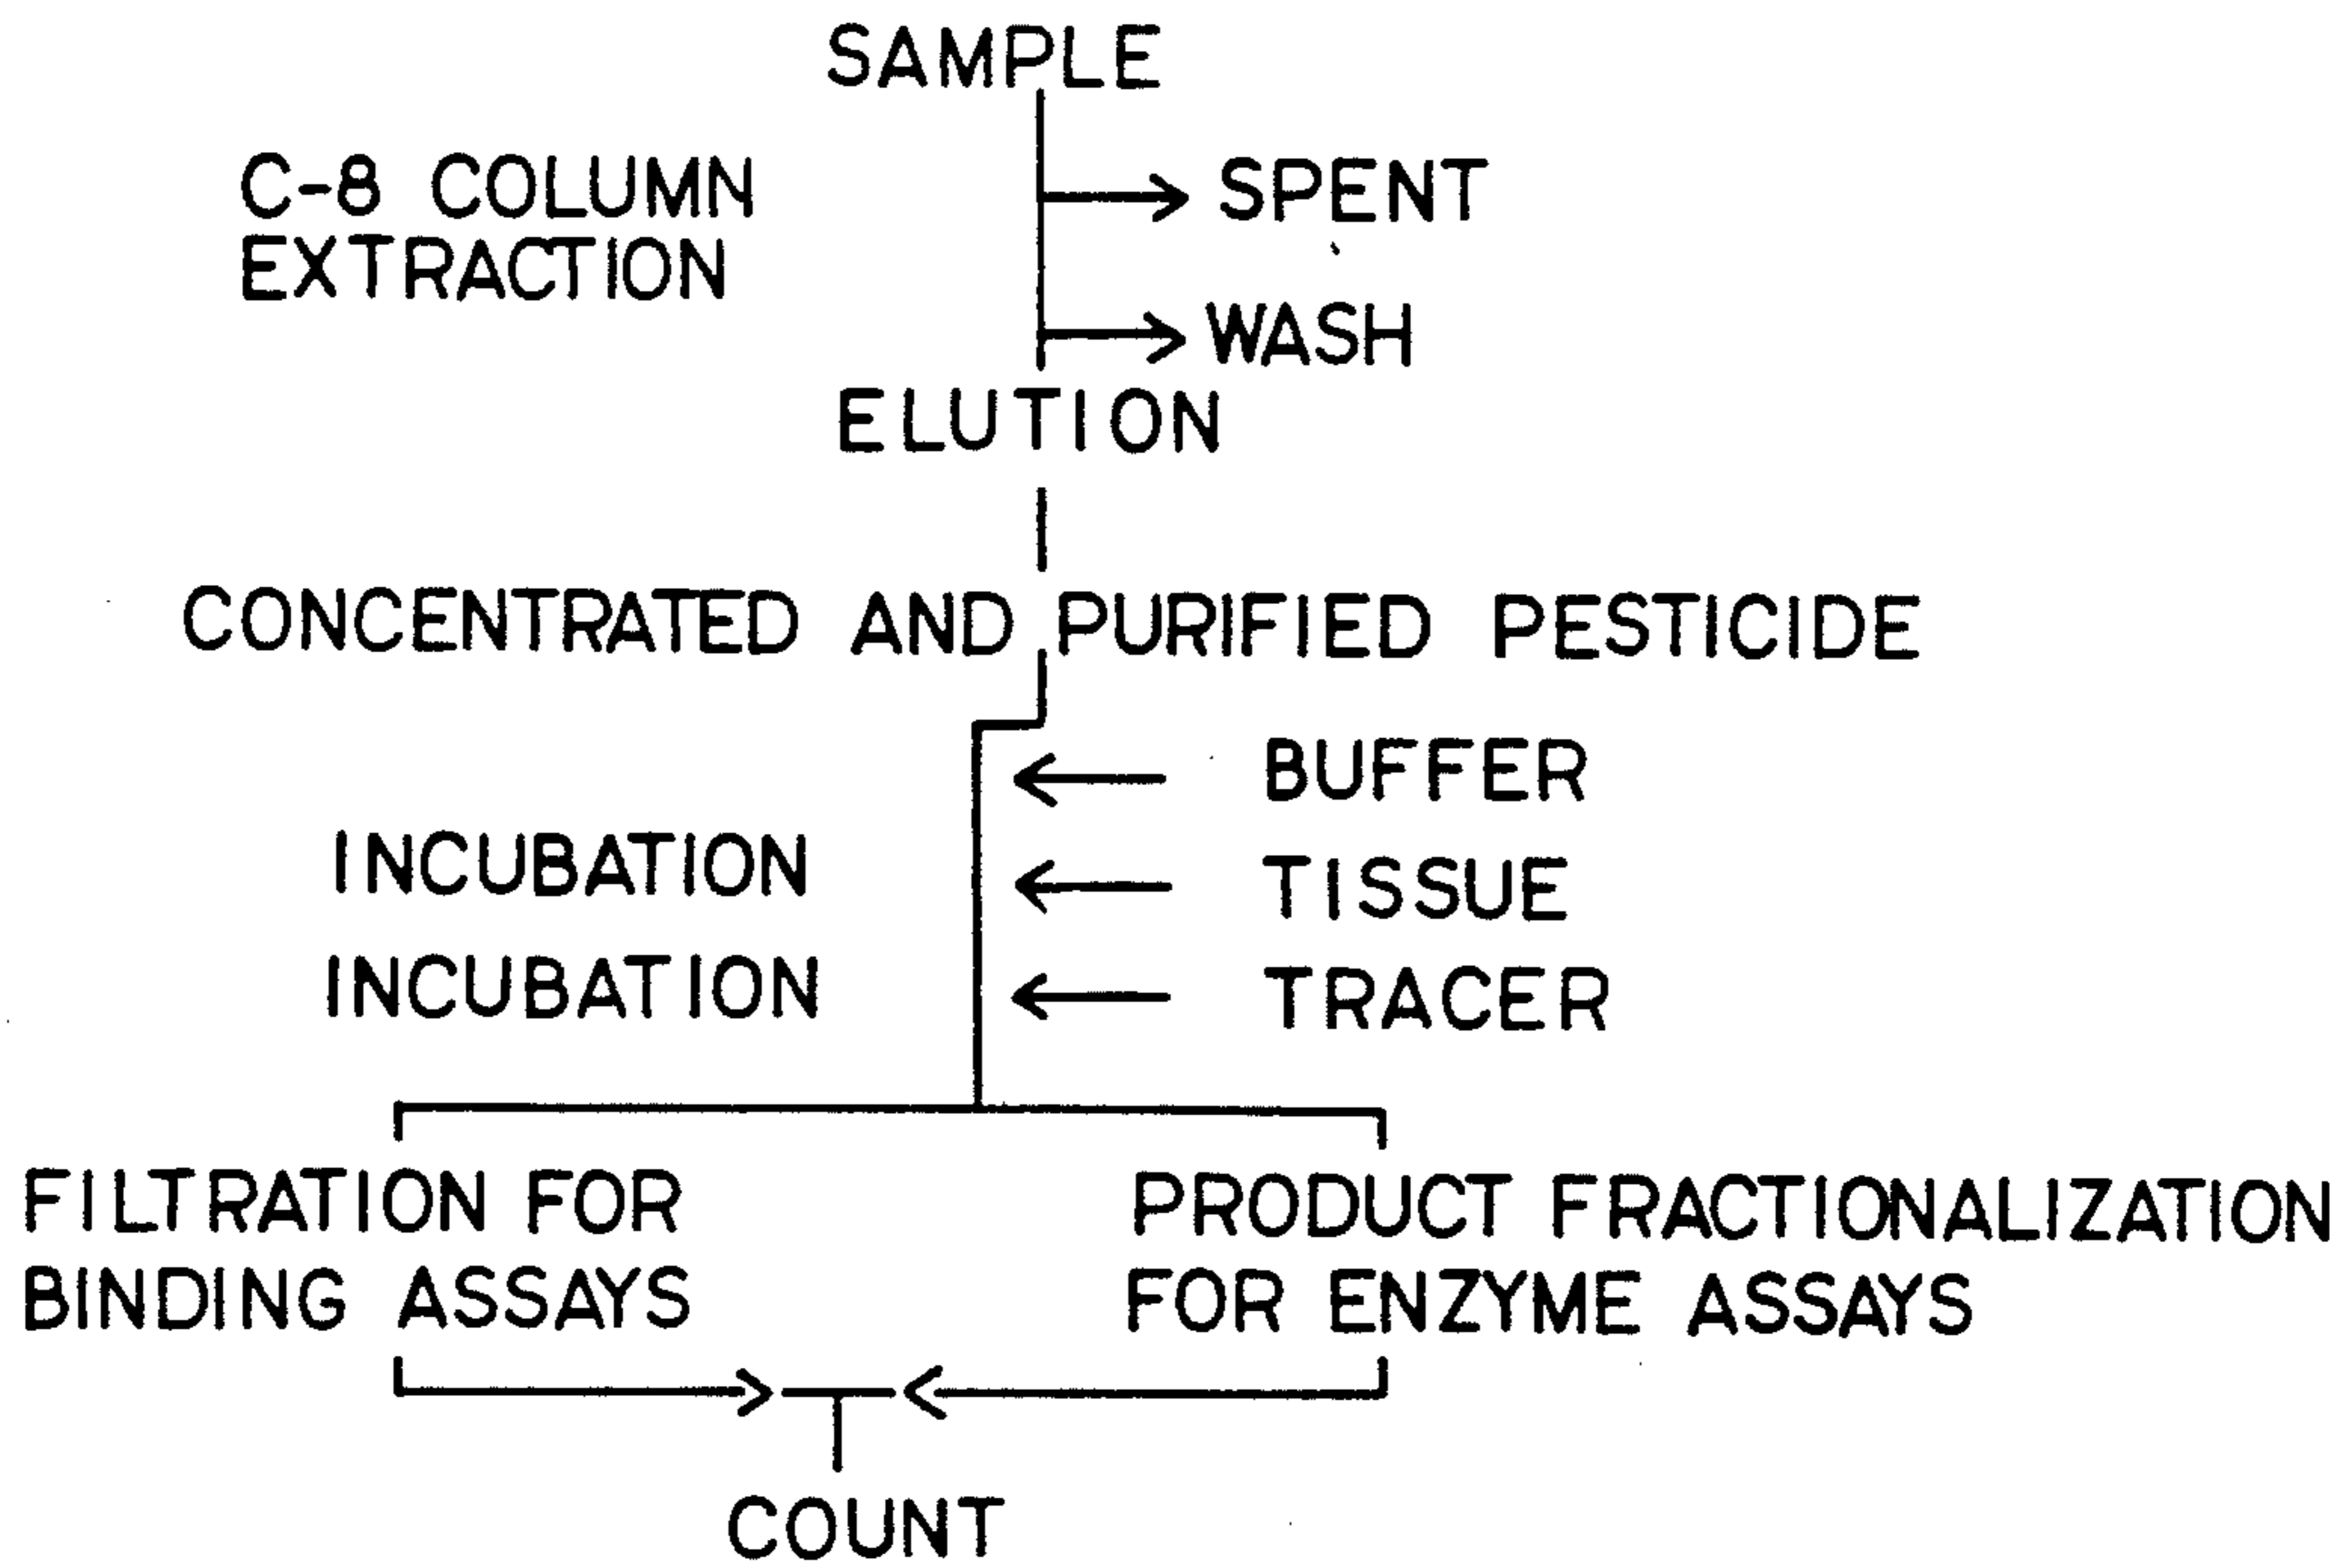 SAMPLE
C-8 COLUMN
EXTRACTION
SPENT
WASH
ELUTION
CONCENTRATED AND PURIFIED PESTICIDE
BUFFER
INCUBATION
TISSUE
INCUBATION
TRACER
FILTRATION FOR
BINDING ASSAYS
PRODUCT FRACTIONALIZATION
FOR ENZYME ASSAYS
COUNT